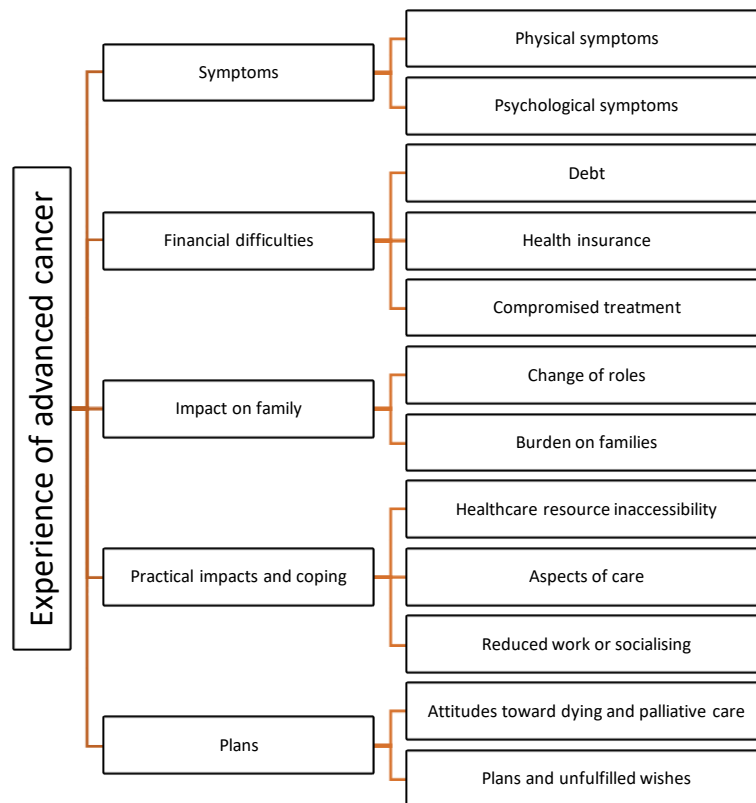 Experience of advanced cancer
Symptoms
Physical symptoms
Psychological symptoms
Financial difficulties
Debt
Health insurance
Compromised treatment
Impact on family
Change of roles
Burden on families
Practical impacts and coping
Healthcare resource inaccessibility
Aspects of care
Reduced work or socialising
Plans
Attitudes toward dying and palliative care
Plans and unfulfilled wishes